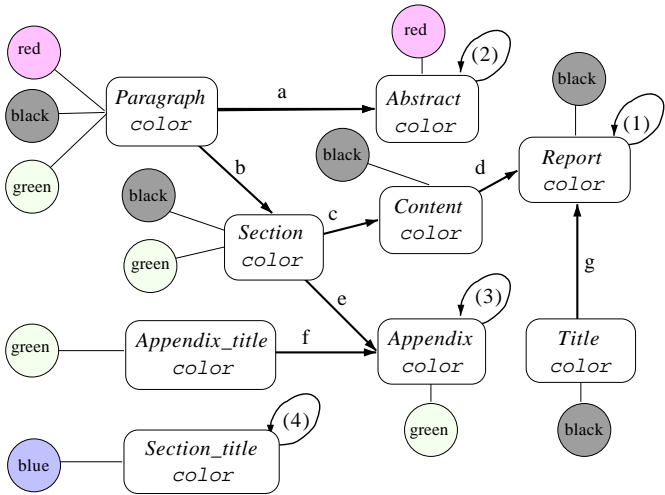 red
red
(2)
black
a
Paragraph
color
Abstract
color
(1)
black
black
b
Report
color
green
d
black
Content
color
c
Section
color
green
g
e
(3)
green
Appendix_title
color
f
Appendix
color
Title
color
(4)
green
black
Section_title
color
blue